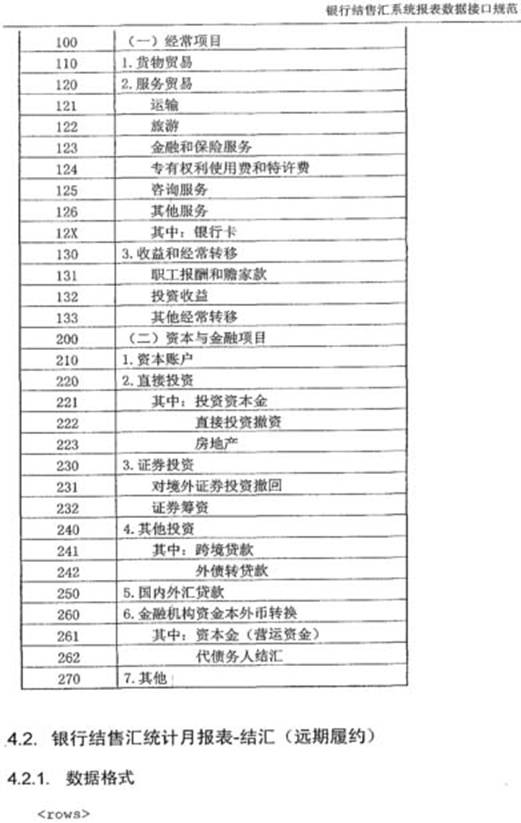 银行结售汇系统报表数据接口规范
100 （一）经常项目
110 1.货物贸易
120 2.服务贸易
121 运输
122 旅游
123 金融和保险服务
124 专有权利使用费和特许费
125 咨询服务
126 其他服务
12X 其中：银行卡
130 3.收益和经常转移
131 职工报酬和赡家款
132 投资收益
133 其他经常转移
200 （二）资本与金融项目
210 1.资本账户
220 2.直接投资
221 其中：投资资本金
222 直接投资撤资
223 房地产
230 3.证券投资
231 对境外证券投资撤回
232 证券筹资
240 4.其他投资
241 其中：跨境贷款
242 外债转贷款
250 5.国内外汇贷款
260 6.金融机构资金本外币转换
261 其中：资本金（营运资金）
262 代债务人结汇
270 7.其他
4.2. 银行结售汇统计月报表-结汇（远期履约）
4.2.1. 数据格式
<rows>